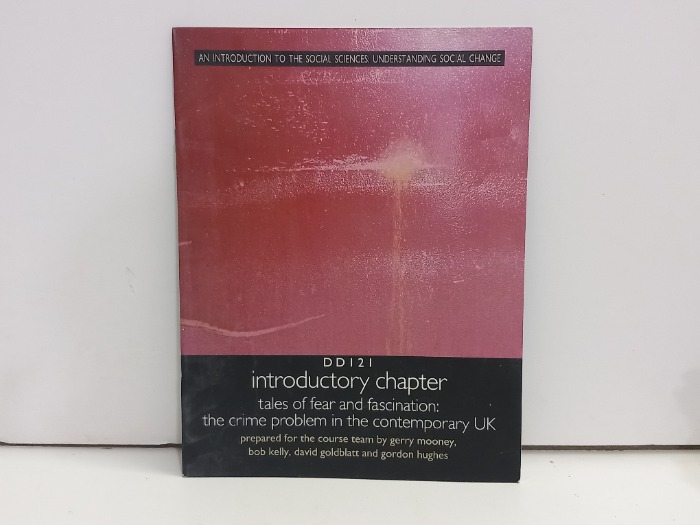 AN INTRODUCTION TO THE SOCIAL SCIENCES: UNDERSTANDING SOCIAL CHANGE
DD121
introductory chapter
tales of fear and fascination:
the crime problem in the contemporary UK
prepared for the course team by gerry mooney,
bob kelly, david goldblatt and gordon hughes